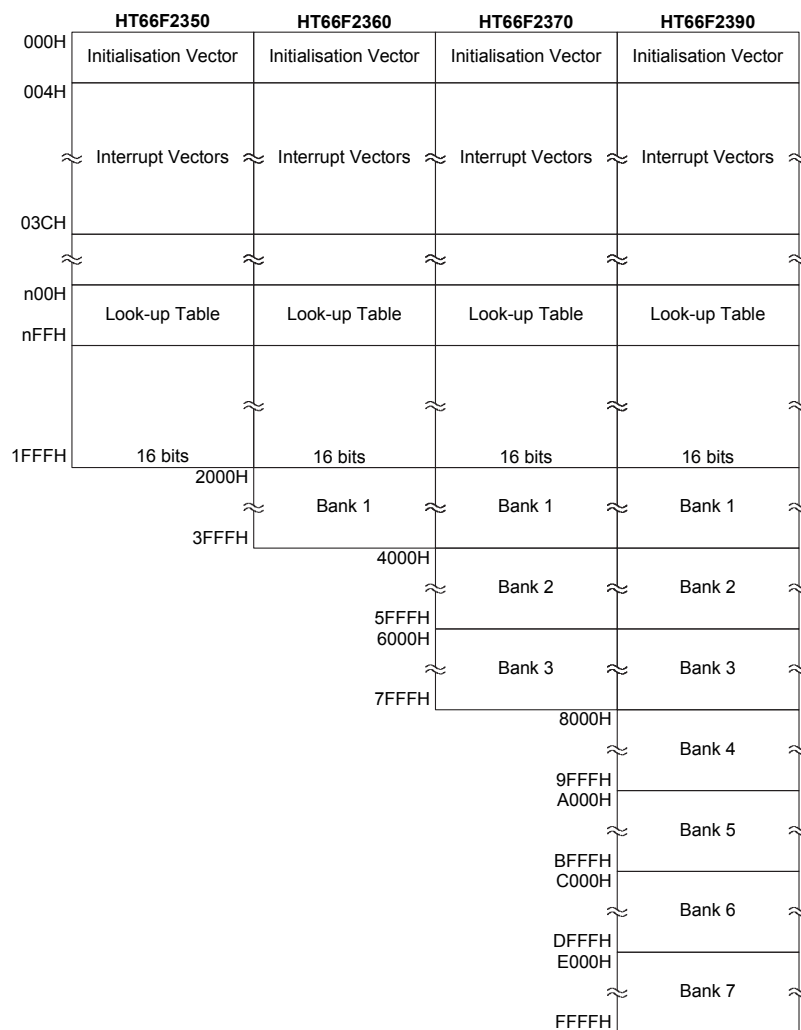 HT66F2350 HT66F2360 HT66F2370 HT66F2390
000H
Initialisation Vector Initialisation Vector Initialisation Vector Initialisation Vector
004H
Interrupt Vectors Interrupt Vectors Interrupt Vectors Interrupt Vectors
03CH
n00H
Look-up Table Look-up Table Look-up Table Look-up Table
nFFH
1FFFH 16 bits 16 bits 16 bits 16 bits
2000H
Bank 1 Bank 1 Bank 1
3FFFH
4000H
Bank 2 Bank 2
5FFFH
6000H
Bank 3 Bank 3
7FFFH
8000H
Bank 4
9FFFH
A000H
Bank 5
BFFFH
C000H
Bank 6
DFFFH
E000H
Bank 7
FFFFH